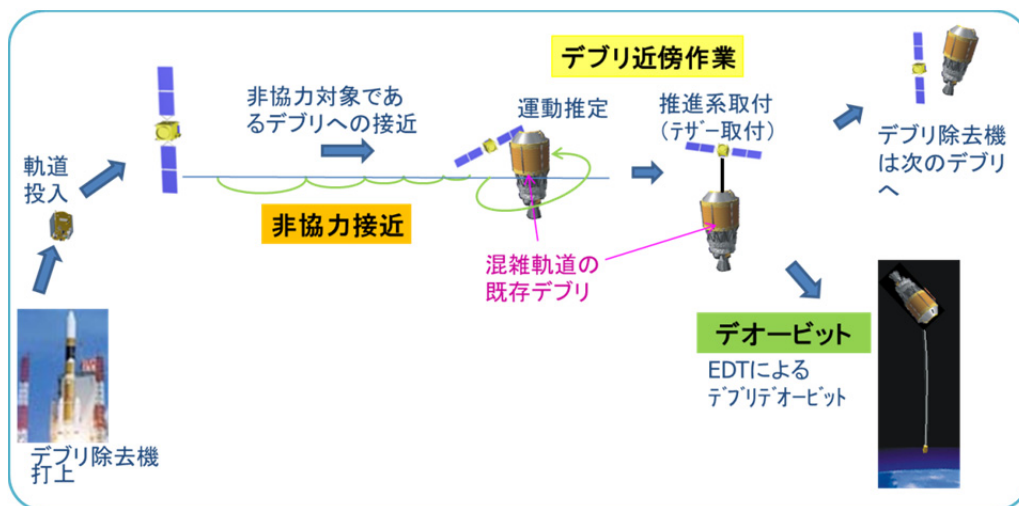 デブリ近傍作業
非協力対象であ
るデブリへの接近
運動推定
推進系取付
(ﾃｻﾞｰ取付)
デブリ除去機
は次のデブリ
へ
軌道
投入
非協力接近
混雑軌道の
既存デブリ
デオービット
EDTによる
ﾃﾞﾌﾞﾘﾃﾞｵｰﾋﾞｯﾄ
デブリ除去機
打上